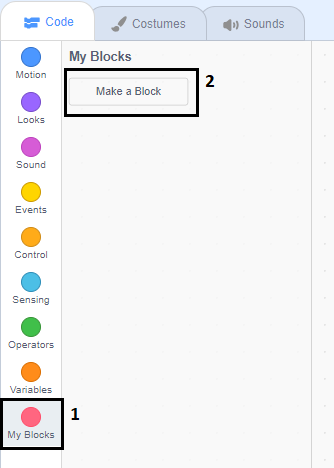 Code
Costumes
Sounds
My Blocks
2
Make a Block
Motion
Looks
Sound
Events
Control
Sensing
Operators
Variables
1
My Blocks